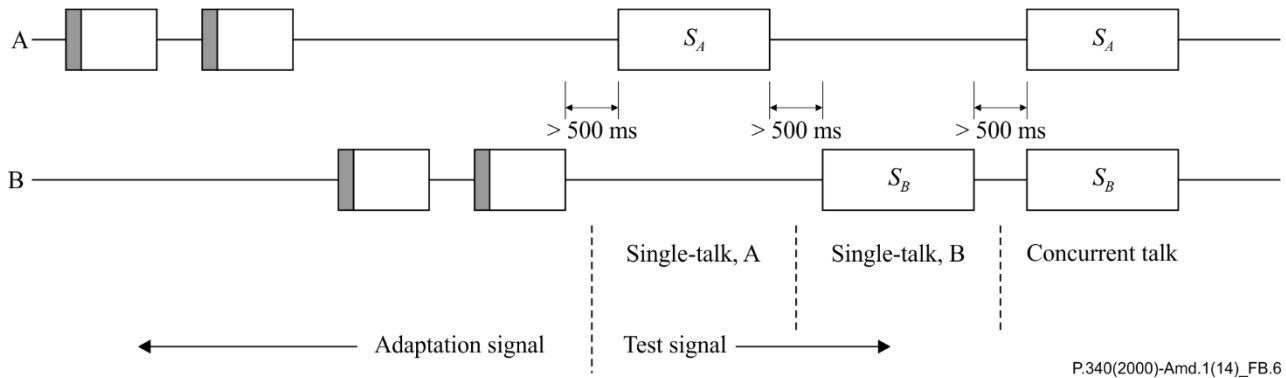 A
S_A
S_A
> 500 ms
> 500 ms
> 500 ms
B
S_B
S_B
Single-talk, A
Single-talk, B
Concurrent talk
Adaptation signal
Test signal
P.340(2000)-Amd.1(14)_FB.6